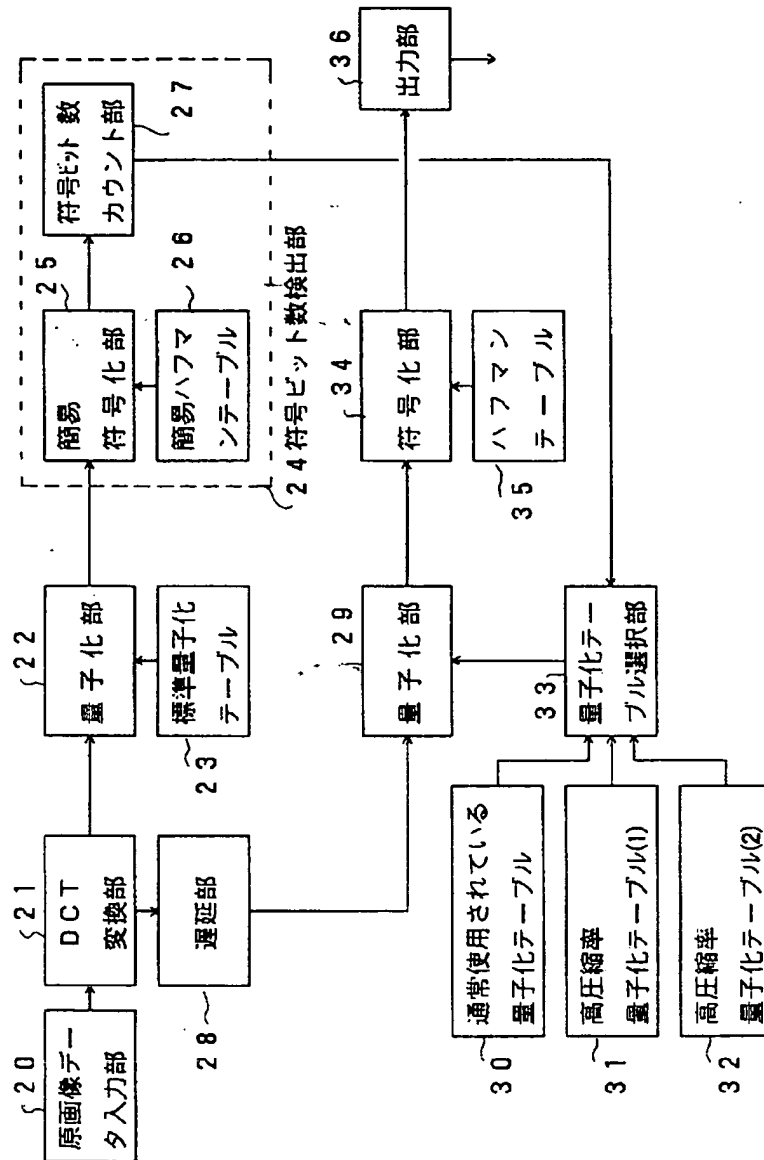 20
原画像デー
タ入力部
21
DCT
変換部
22
量子化部
標準量子化
テーブル
23
24符号ビット数検出部
25
簡易
符号化部
簡易ハフマ
ンテーブル
26
符号ビット数
カウント部
27
遅延部
28
29
量子化部
通常使用されている
量子化テーブル
30
高圧縮率
量子化テーブル(1)
31
高圧縮率
量子化テーブル(2)
32
33
量子化テー
ブル選択部
34
符号化部
ハフマン
テーブル
35
36
出力部